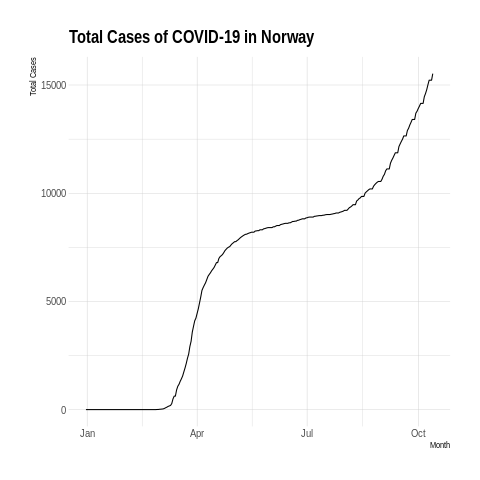 Total Cases of COVID-19 in Norway
Total Cases
15000
10000
5000
0
Jan Apr Jul Oct
Month